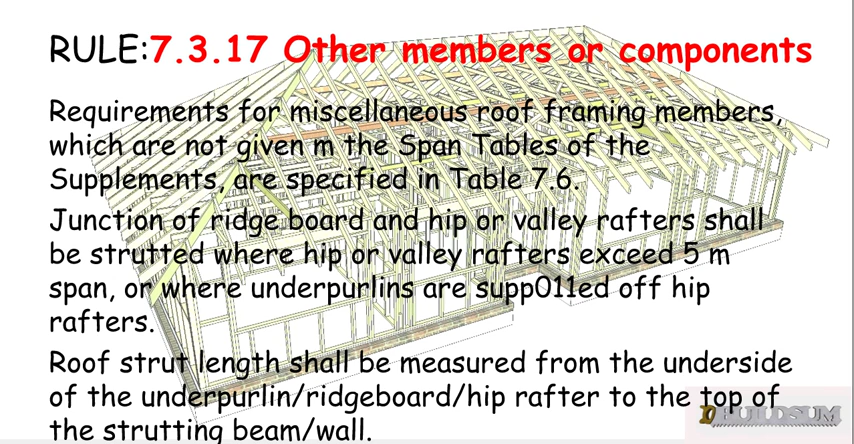 RULE:7.3.17 Other members or components
Requirements for miscellaneous roof framing members,
which are not given m the Span Tables of the
Supplements, are specified in Table 7.6.
Junction of ridge board and hip or valley rafters shall
be strutted where hip or valley rafters exceed 5 m
span, or where underpurlins are supp011ed off hip
rafters.
Roof strut length shall be measured from the underside
of the underpurlin/ridgeboard/hip rafter to the top of
the strutting beam/wall.
BUILDSUM